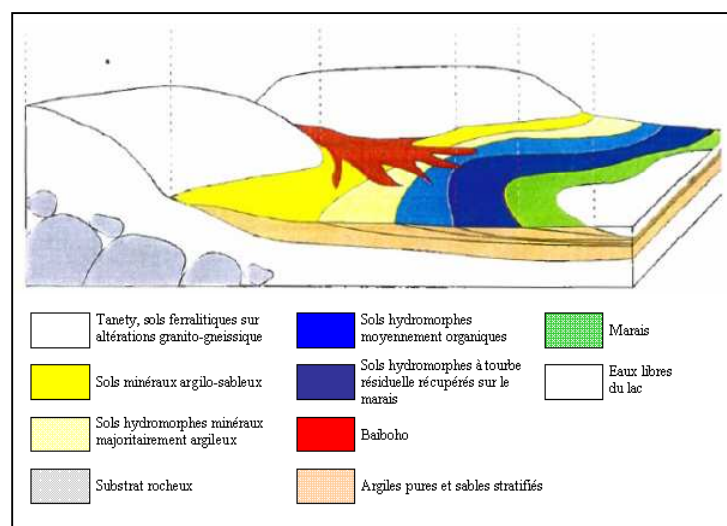 Tanety, sols ferralitiques sur
altérations granito-gneissique
Sols minéraux argilo-sableux
Sols hydromorphes minéraux
majoritairement argileux
Substrat rocheux
Sols hydromorphes
moyennement organiques
Sols hydromorphes à tourbe
résiduelle récupérés sur le
marais
Baiboho
Argiles pures et sables stratifiés
Marais
Eaux libres
du lac